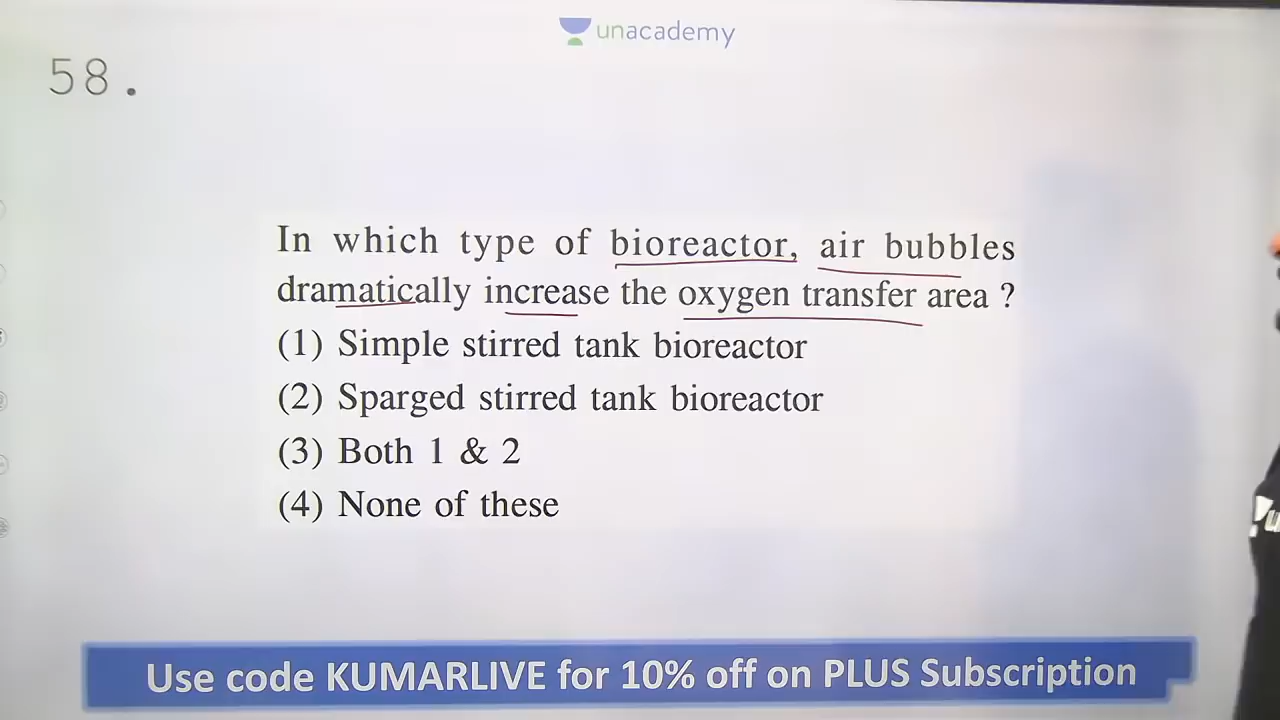 unacademy
58.
In which type of bioreactor, air bubbles
dramatically increase the oxygen transfer area ?
(1) Simple stirred tank bioreactor
(2) Sparged stirred tank bioreactor
(3) Both 1 & 2
(4) None of these
Use code KUMARLIVE for 10% off on PLUS Subscription